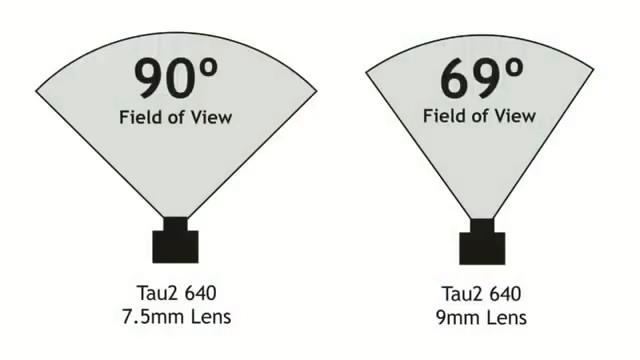 90º
Field of View
Tau2 640
7.5mm Lens
69º
Field of View
Tau2 640
9mm Lens